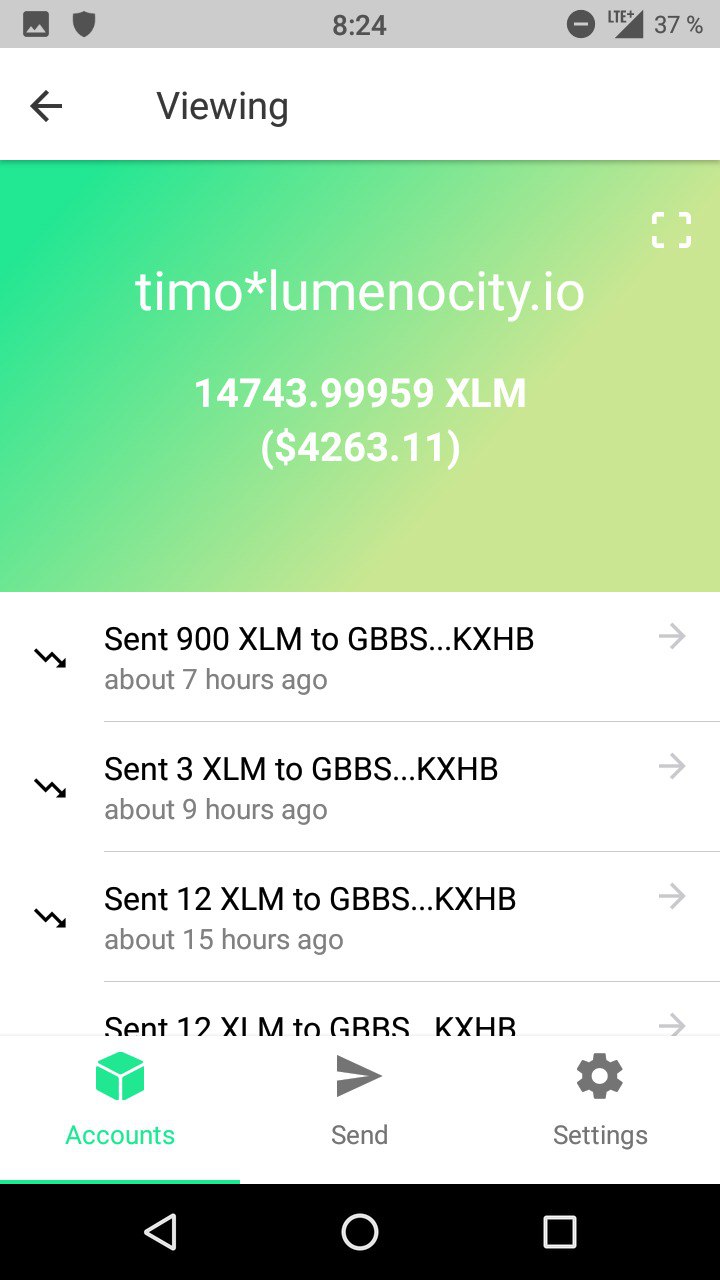 8:24 LTE+ 37 %
Viewing
timo*lumenocity.io
14743.99959 XLM
($4263.11)
Sent 900 XLM to GBBS...KXHB
about 7 hours ago
Sent 3 XLM to GBBS...KXHB
about 9 hours ago
Sent 12 XLM to GBBS...KXHB
about 15 hours ago
Sent 12 XLM to GBBS...KXHB
Accounts Send Settings